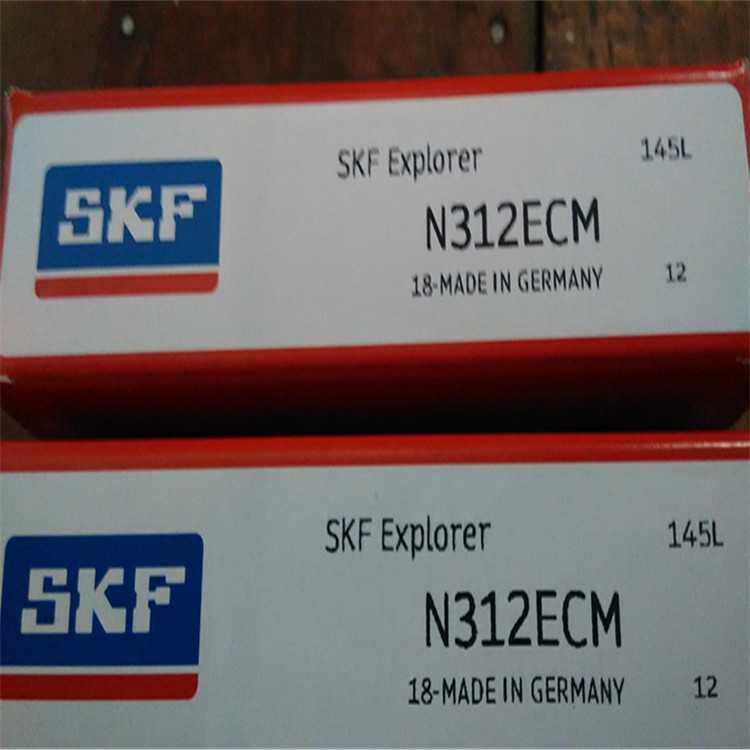 SKF
SKF Explorer 145L
N312ECM
18-MADE IN GERMANY 12
SKF
SKF Explorer 145L
N312ECM
18-MADE IN GERMANY 12